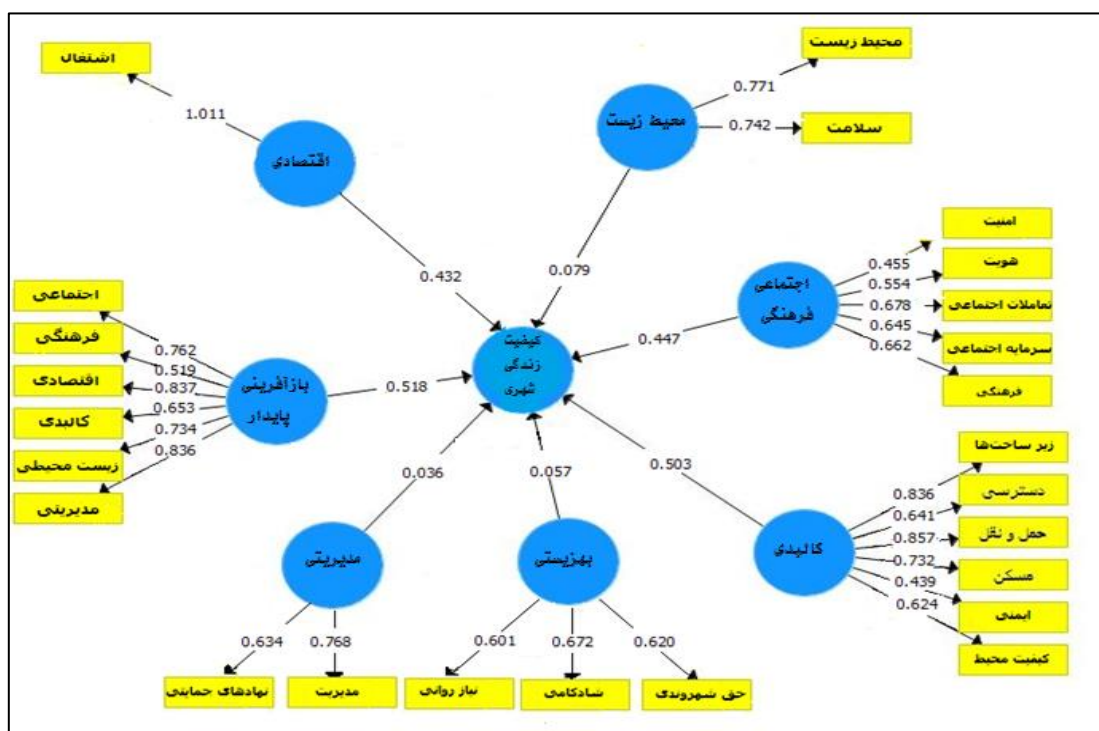 محیط زیست
اشتغال
0.771
1.011
0.742
سلامت
محیط زیست
اقتصادی
امنیت
0.455
هویت
0.554
0.432
0.079
اجتماعی
فرهنگی
0.678
تعاملات اجتماعی
0.645
سرمایه اجتماعی
0.662
فرهنگی
0.447
کیفیت
زندگی
شهری
اجتماعی
0.762
فرهنگی
0.519
اقتصادی
0.837
کالبدی
0.653
زیست محیطی
0.734
مدیریتی
0.836
بازآفرینی
پایدار
0.518
0.036
0.057
0.503
زیر ساخت‌ها
0.836
دسترسی
0.641
حمل و نقل
0.857
مسکن
0.732
ایمنی
0.439
کیفیت محیط
0.624
کالبدی
مدیریتی
بهزیستی
0.634
0.768
0.601
0.672
0.620
نهادهای حمایتی
مدیریت
نیاز روانی
شادکامی
حق شهروندی